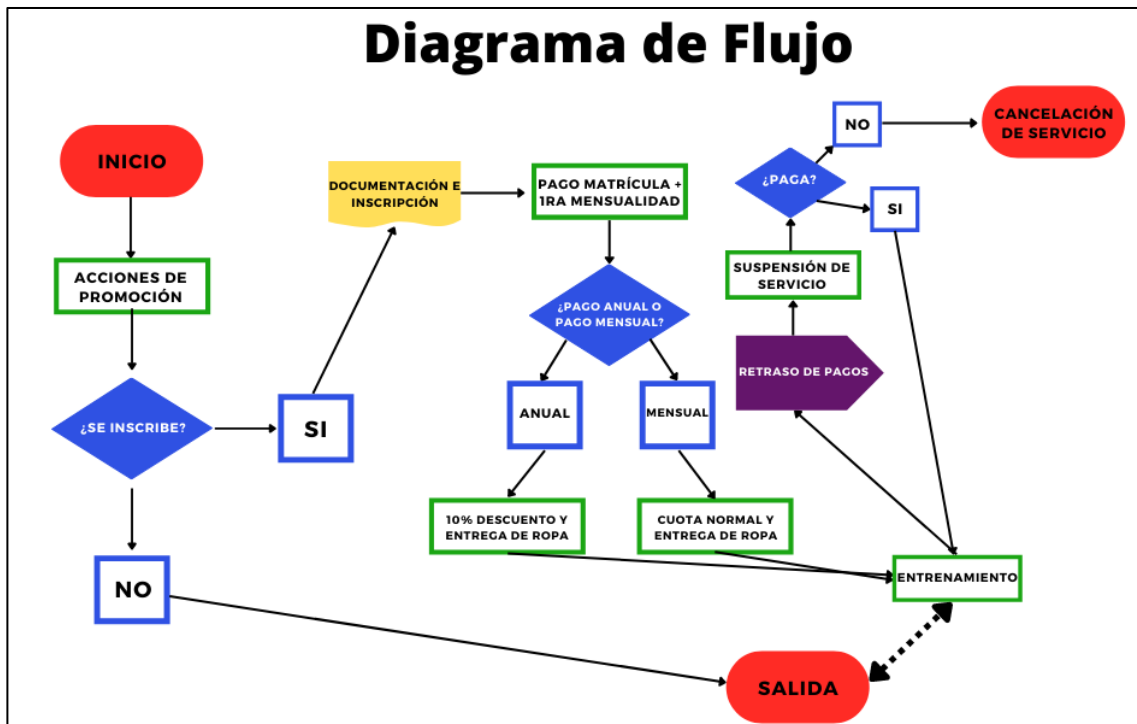 Diagrama de Flujo
INICIO
ACCIONES DE
PROMOCIÓN
¿SE INSCRIBE?
SI
NO
DOCUMENTACIÓN E
INSCRIPCIÓN
PAGO MATRÍCULA +
1RA MENSUALIDAD
¿PAGO ANUAL O
PAGO MENSUAL?
ANUAL
MENSUAL
10% DESCUENTO Y
ENTREGA DE ROPA
CUOTA NORMAL Y
ENTREGA DE ROPA
ENTRENAMIENTO
RETRASO DE PAGOS
SUSPENSIÓN DE
SERVICIO
¿PAGA?
NO
SI
CANCELACIÓN
DE SERVICIO
SALIDA